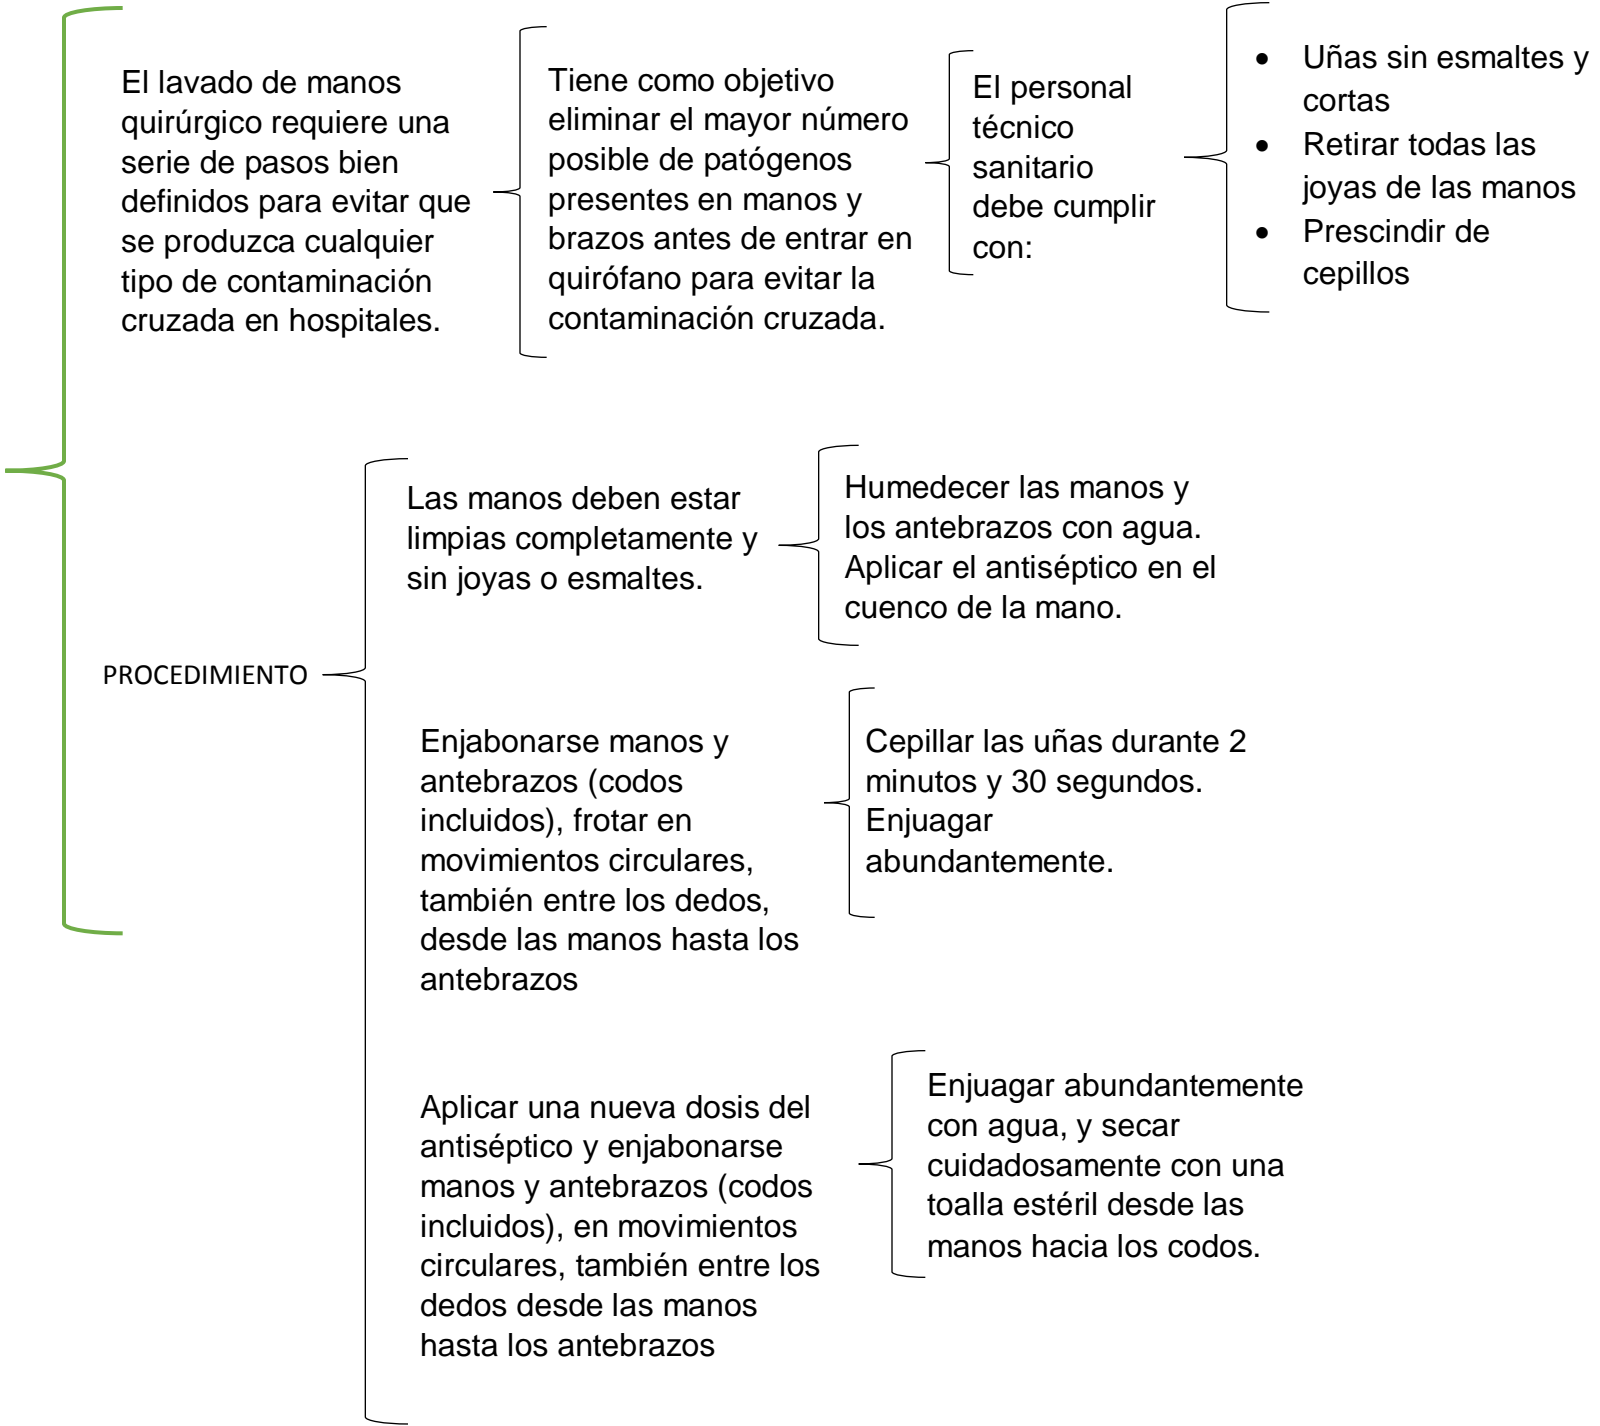 El lavado de manos
quirúrgico requiere una
serie de pasos bien
definidos para evitar que
se produzca cualquier
tipo de contaminación
cruzada en hospitales.
Tiene como objetivo
eliminar el mayor número
posible de patógenos
presentes en manos y
brazos antes de entrar en
quirófano para evitar la
contaminación cruzada.
El personal
técnico
sanitario
debe cumplir
con:
• Uñas sin esmaltes y
cortas
• Retirar todas las
joyas de las manos
• Prescindir de
cepillos
PROCEDIMIENTO
Las manos deben estar
limpias completamente y
sin joyas o esmaltes.
Humedecer las manos y
los antebrazos con agua.
Aplicar el antiséptico en el
cuenco de la mano.
Enjabonarse manos y
antebrazos (codos
incluidos), frotar en
movimientos circulares,
también entre los dedos,
desde las manos hasta los
antebrazos
Cepillar las uñas durante 2
minutos y 30 segundos.
Enjuagar
abundantemente.
Aplicar una nueva dosis del
antiséptico y enjabonarse
manos y antebrazos (codos
incluidos), en movimientos
circulares, también entre los
dedos desde las manos
hasta los antebrazos
Enjuagar abundantemente
con agua, y secar
cuidadosamente con una
toalla estéril desde las
manos hacia los codos.